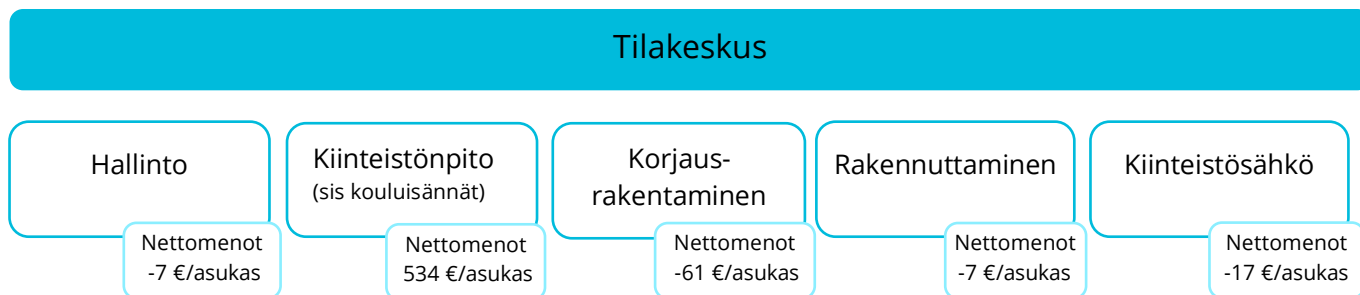 Tilakeskus
Hallinto
Nettomenot
-7 €/asukas
Kiinteistönpito
(sis kouluisännät)
Nettomenot
534 €/asukas
Korjaus-
rakentaminen
Nettomenot
-61 €/asukas
Rakennuttaminen
Nettomenot
-7 €/asukas
Kiinteistösähkö
Nettomenot
-17 €/asukas